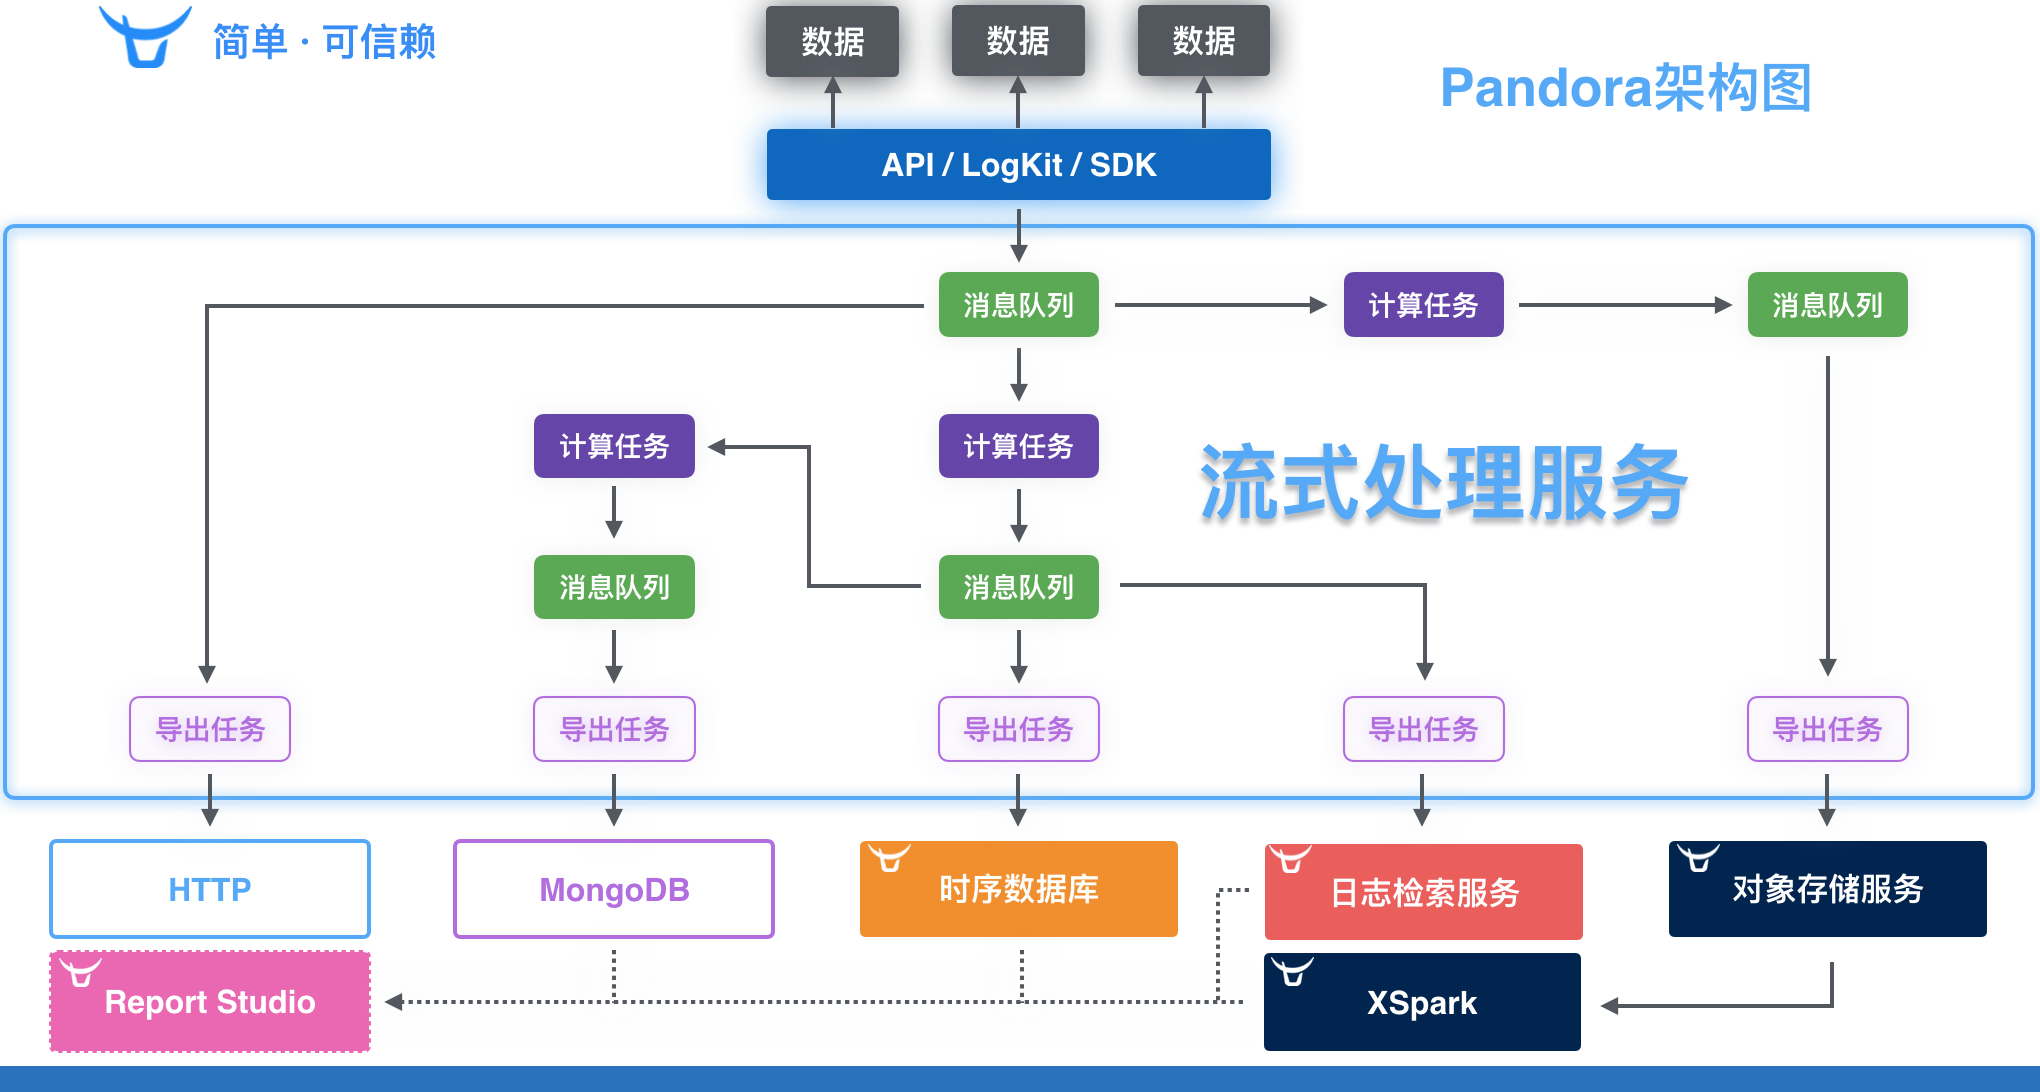 简单 · 可信赖
数据
数据
数据
Pandora架构图
API / LogKit / SDK
消息队列
计算任务
消息队列
计算任务
计算任务
流式处理服务
消息队列
消息队列
导出任务
导出任务
导出任务
导出任务
导出任务
HTTP
MongoDB
时序数据库
日志检索服务
对象存储服务
Report Studio
XSpark